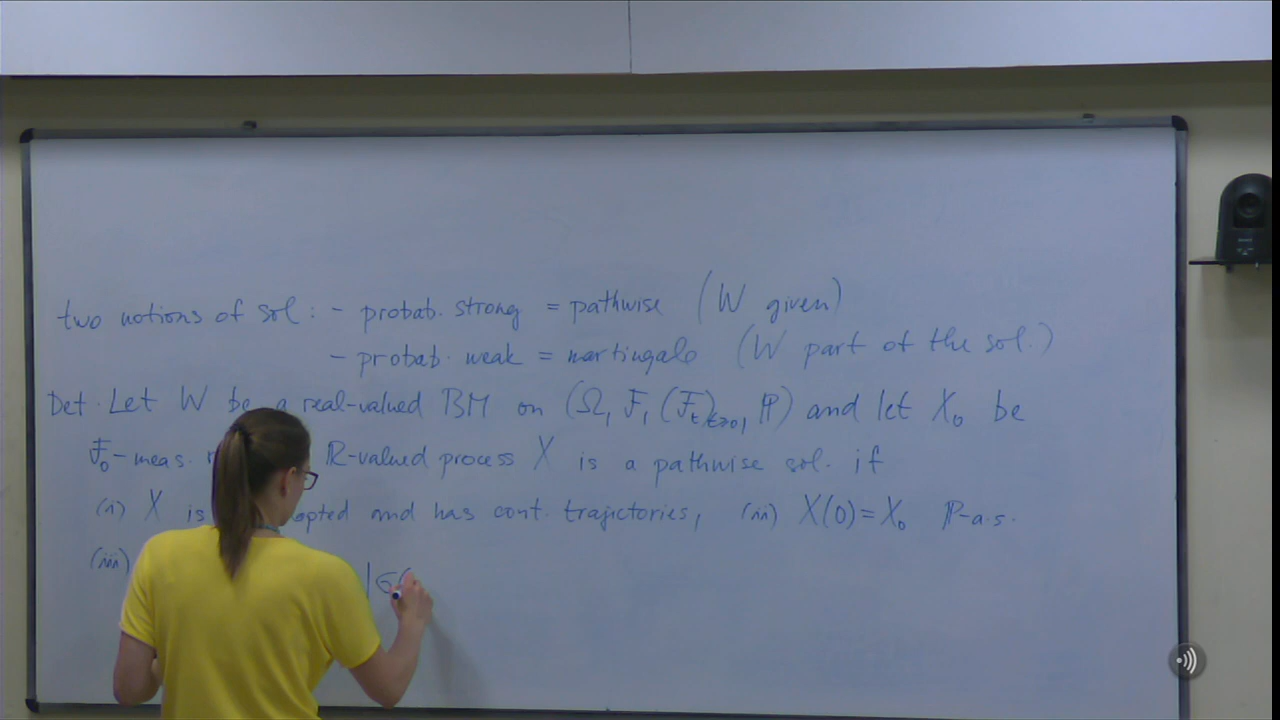 two notions of sol : - probab. strong = pathwise (W given)
- probab. weak = martingale (W part of the sol.)
Def. Let W be a real-valued BM on (Ω, F, (F_t)_{t≥0}, ℙ) and let X_0 be
F_0-meas. ℝ-valued process X is a pathwise sol. if
(i) X is and has cont. trajectories, (ii) X(0) = X_0 ℙ-a.s.
(iii) |σ(